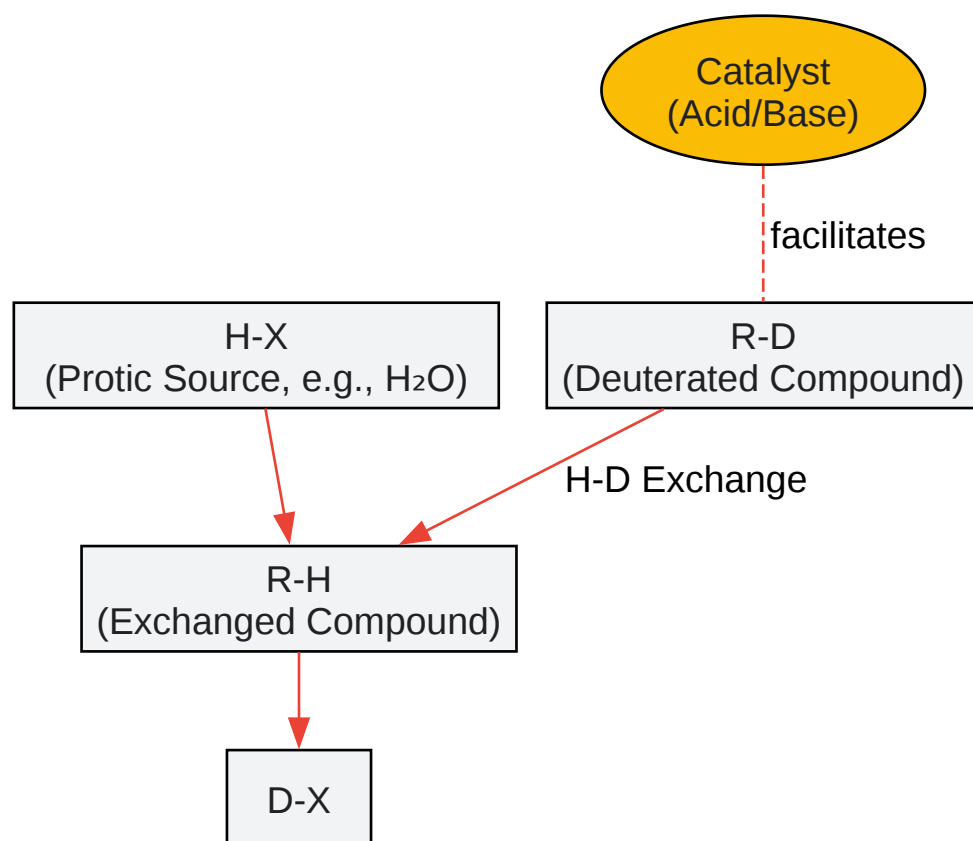 Catalyst
(Acid/Base)
facilitates
H-X
(Protic Source, e.g., H₂O)
R-D
(Deuterated Compound)
H-D Exchange
R-H
(Exchanged Compound)
D-X